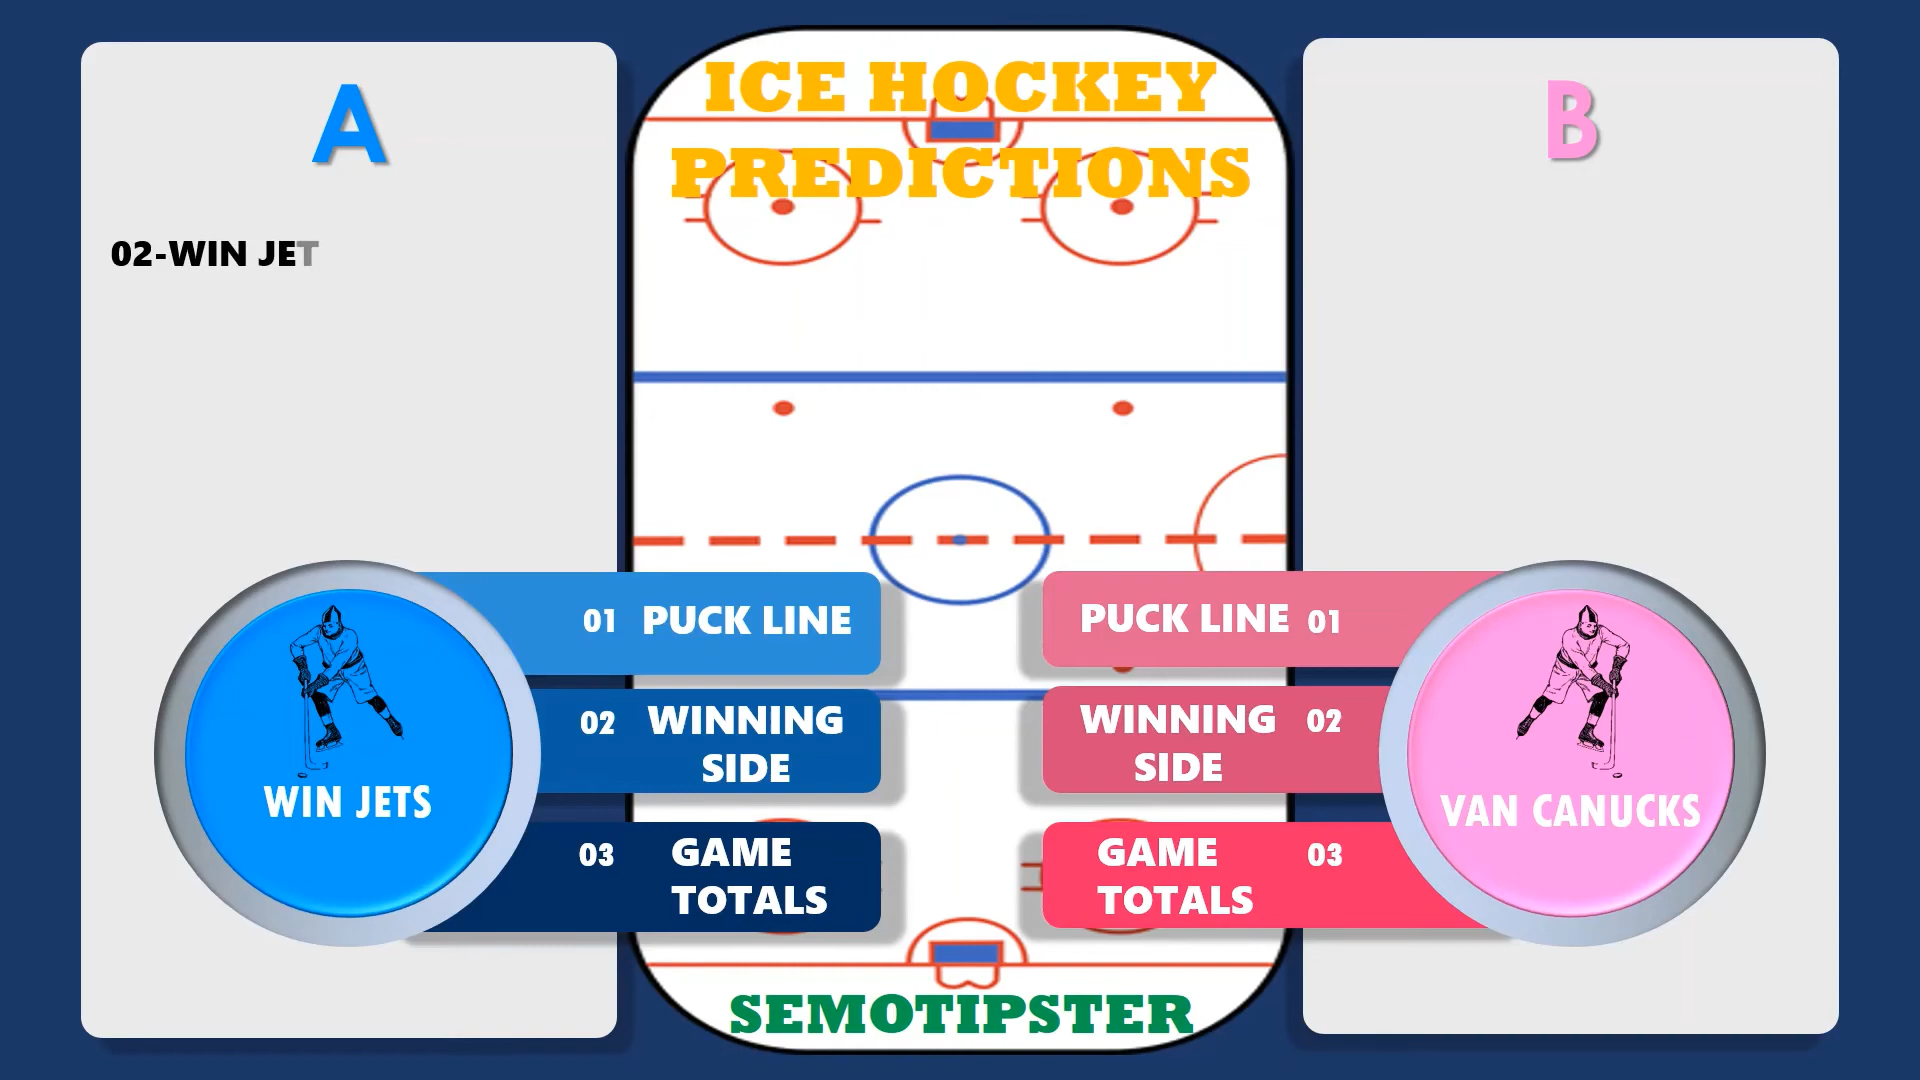 ICE HOCKEY
PREDICTIONS
A
02-WIN JET
B
01 PUCK LINE
02 WINNING
SIDE
03 GAME
TOTALS
WIN JETS
PUCK LINE 01
WINNING 02
SIDE
GAME 03
TOTALS
VAN CANUCKS
SEMOTIPSTER